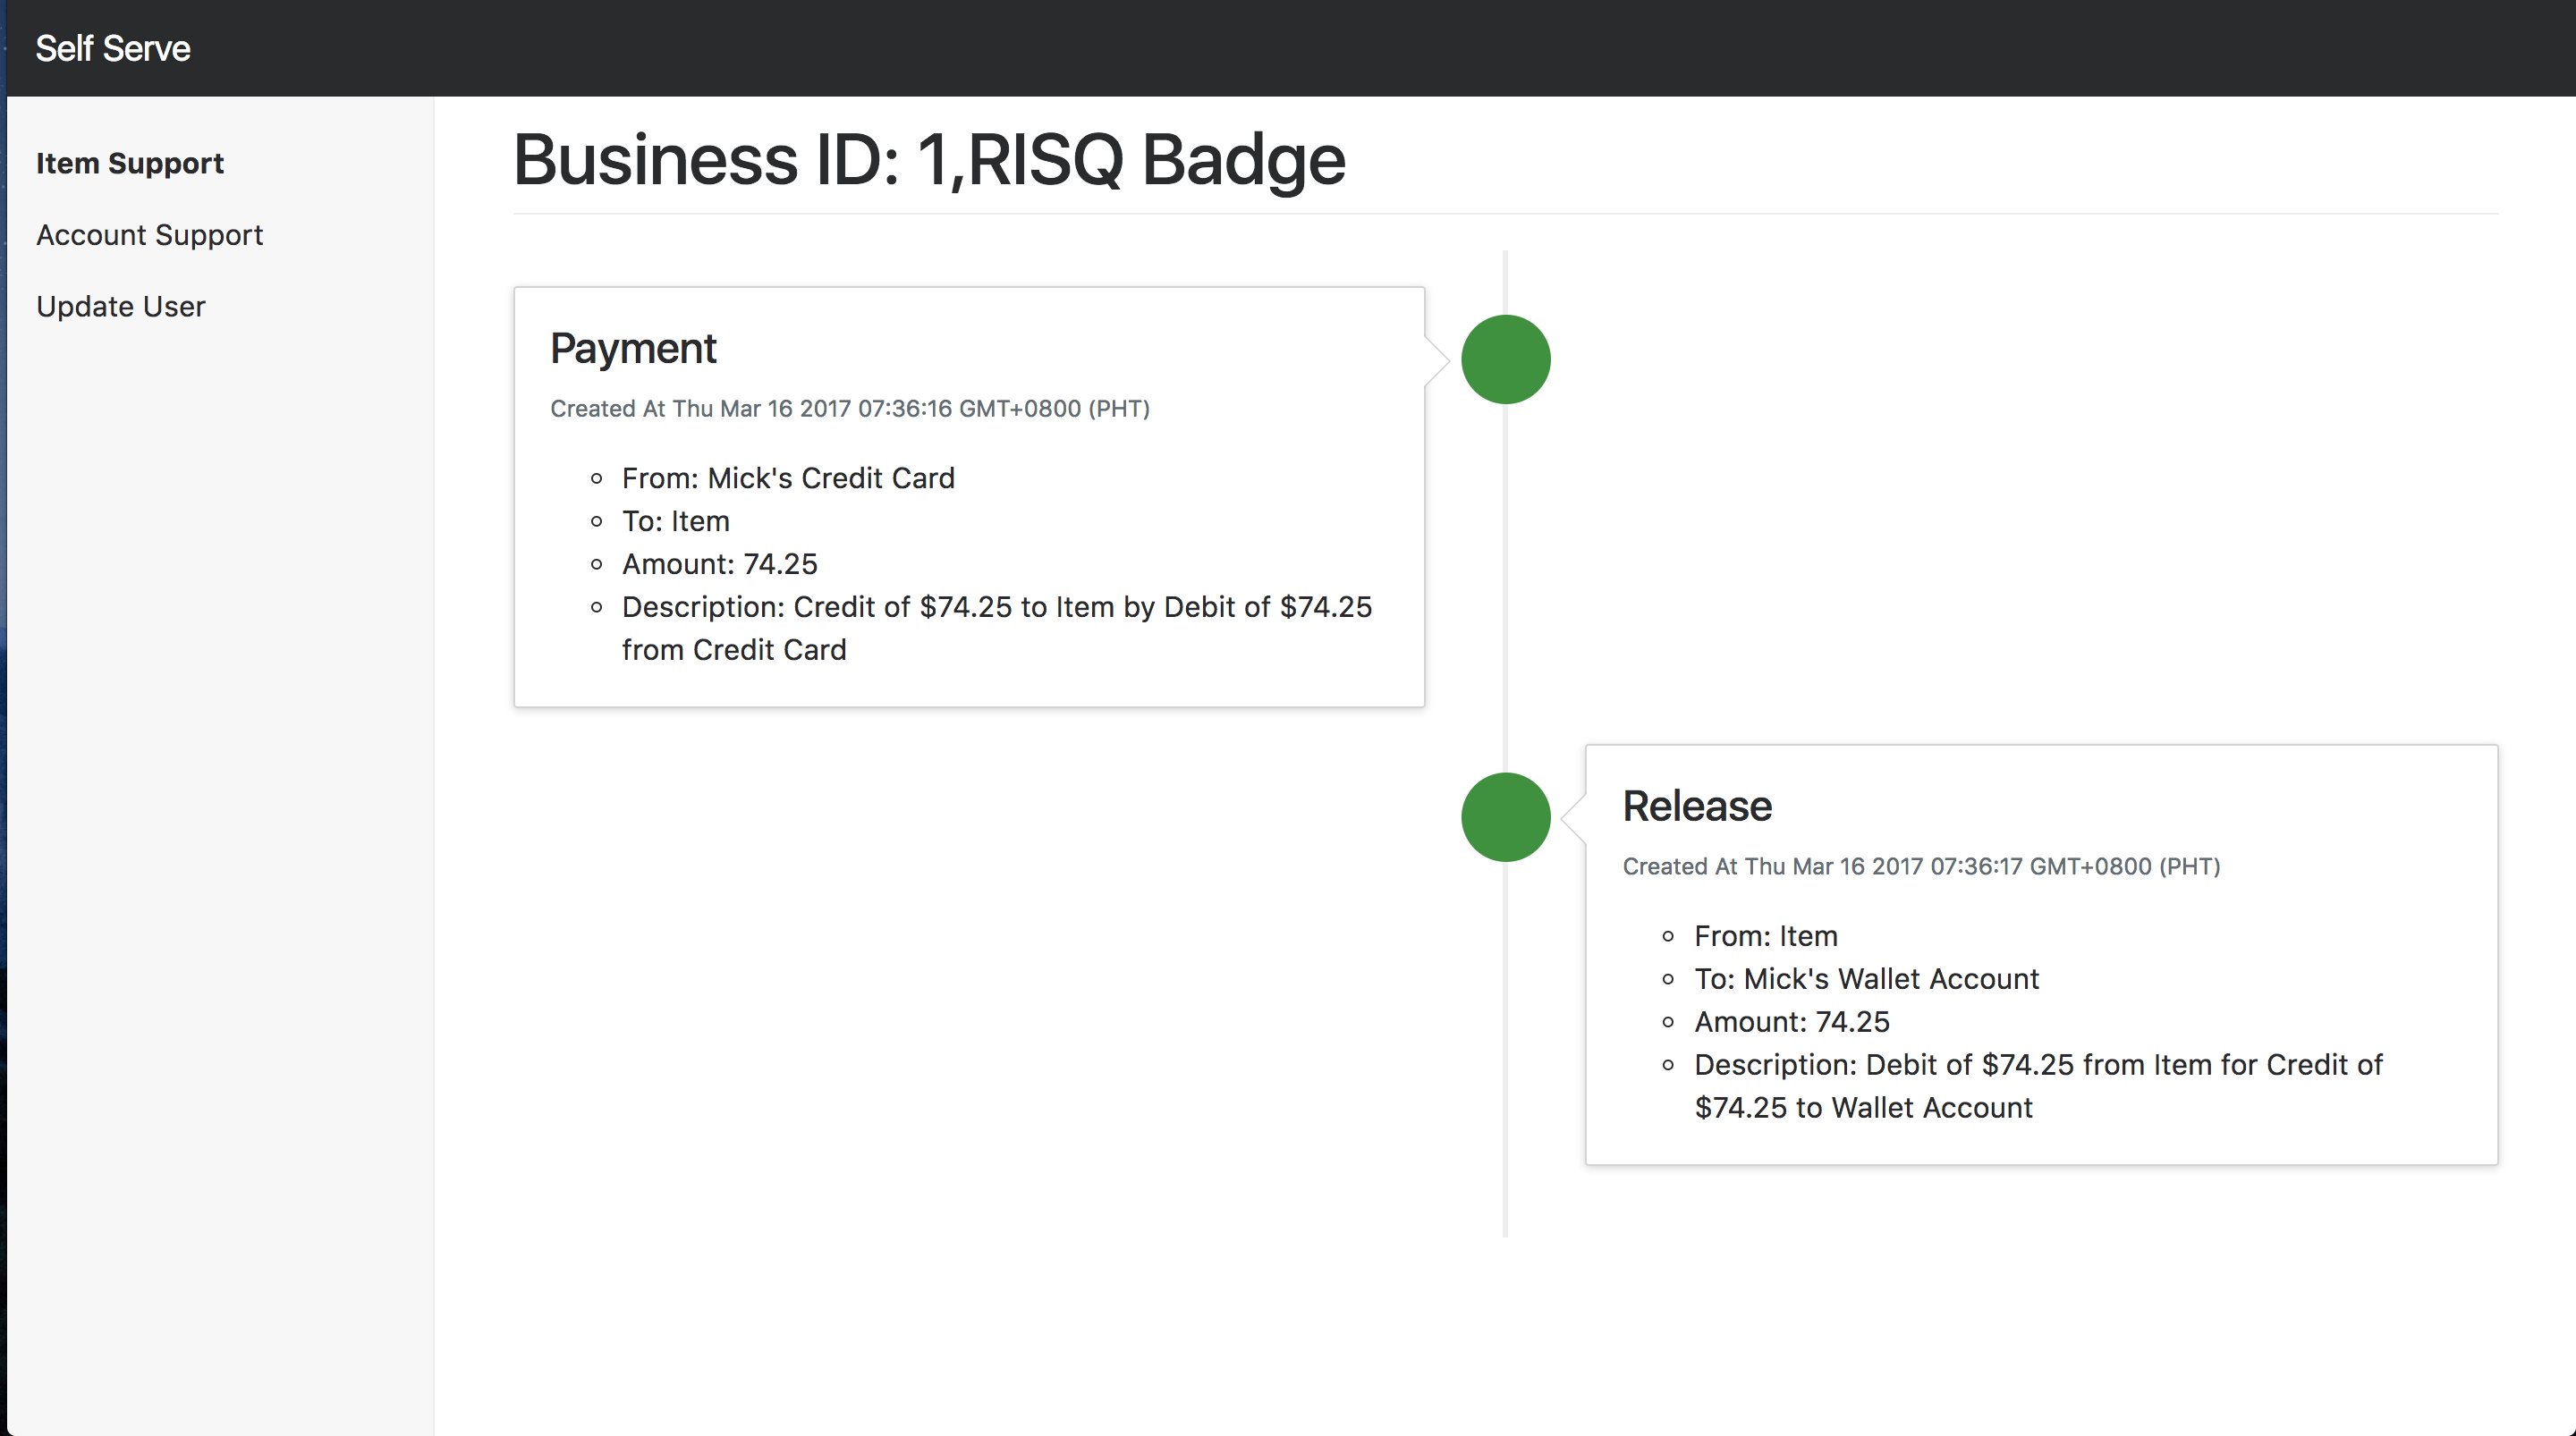 Self Serve
Item Support
Account Support
Update User
Business ID: 1,RISQ Badge
Payment
Created At Thu Mar 16 2017 07:36:16 GMT+0800 (PHT)
From: Mick's Credit Card
To: Item
Amount: 74.25
Description: Credit of $74.25 to Item by Debit of $74.25
from Credit Card
Release
Created At Thu Mar 16 2017 07:36:17 GMT+0800 (PHT)
From: Item
To: Mick's Wallet Account
Amount: 74.25
Description: Debit of $74.25 from Item for Credit of
$74.25 to Wallet Account